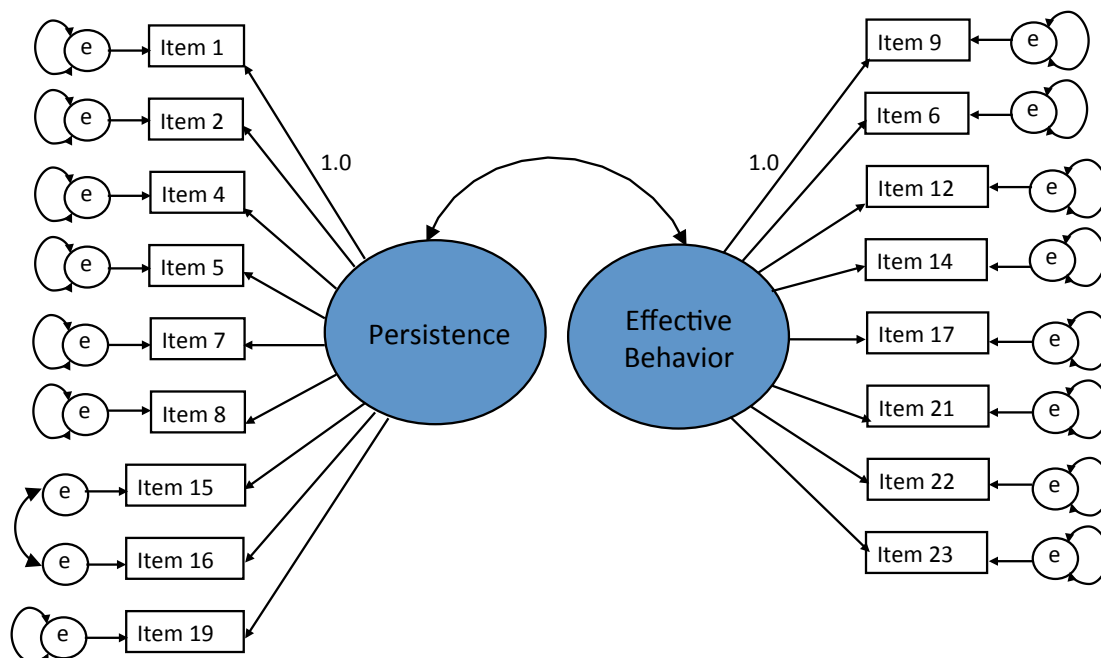 e
Item 1
e
Item 2
e
Item 4
e
Item 5
e
Item 7
e
Item 8
e
Item 15
e
Item 16
e
Item 19
1.0
Persistence
Effective
Behavior
1.0
Item 9
e
Item 6
e
Item 12
e
Item 14
e
Item 17
e
Item 21
e
Item 22
e
Item 23
e